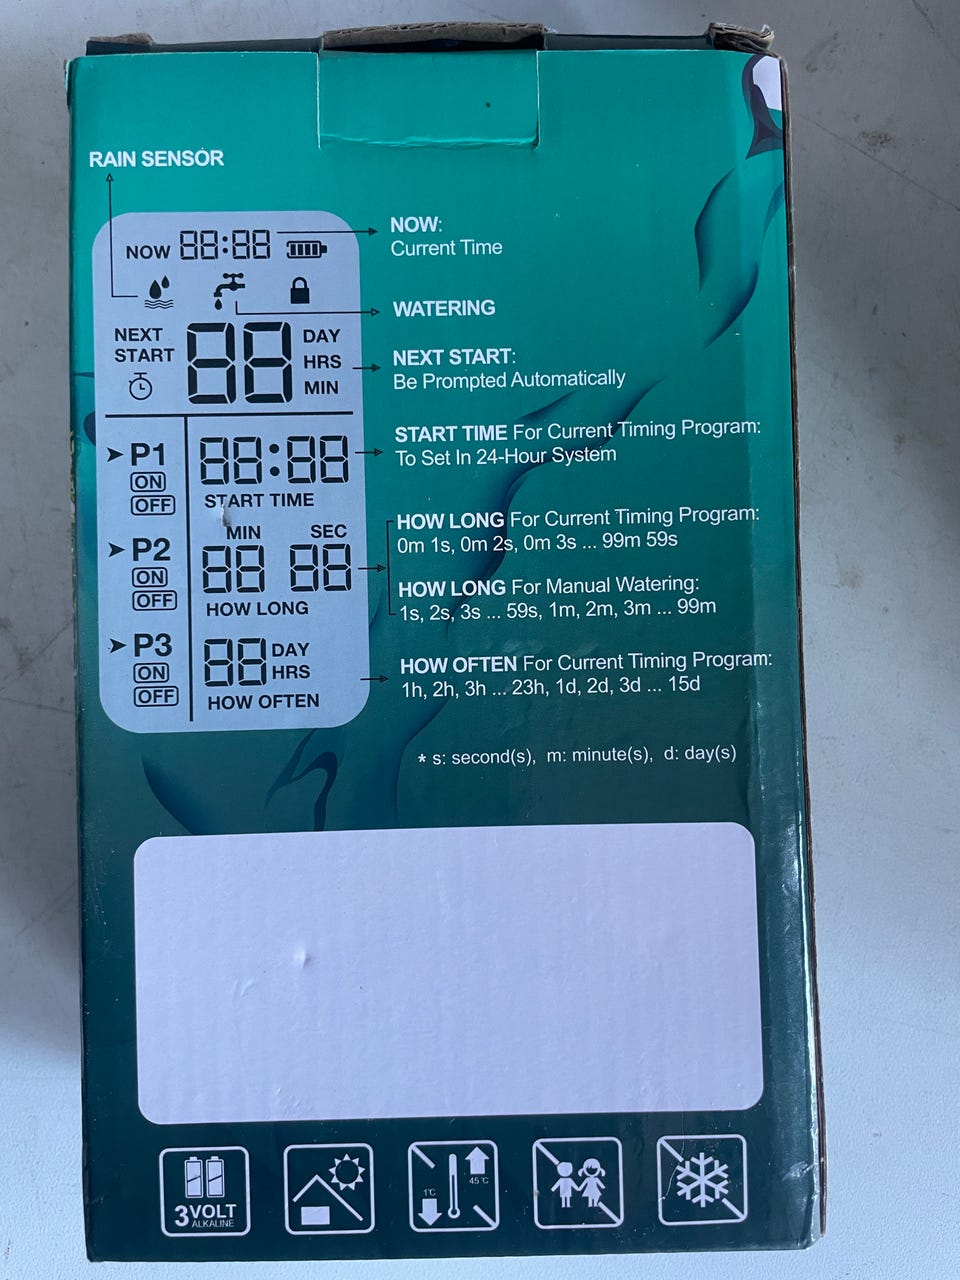 RAIN SENSOR
NOW 88:88
NOW:
Current Time
WATERING
NEXT
START
88
DAY
HRS
MIN
NEXT START:
Be Prompted Automatically
P1
ON
OFF
88:88
START TIME
START TIME For Current Timing Program:
To Set In 24-Hour System
P2
ON
OFF
MIN SEC
88 88
HOW LONG
HOW LONG For Current Timing Program:
0m 1s, 0m 2s, 0m 3s ... 99m 59s
HOW LONG For Manual Watering:
1s, 2s, 3s ... 59s, 1m, 2m, 3m ... 99m
P3
ON
OFF
88
DAY
HRS
HOW OFTEN
HOW OFTEN For Current Timing Program:
1h, 2h, 3h ... 23h, 1d, 2d, 3d ... 15d
* s: second(s), m: minute(s), d: day(s)
3VOLT
ALKALINE
1°C
45°C